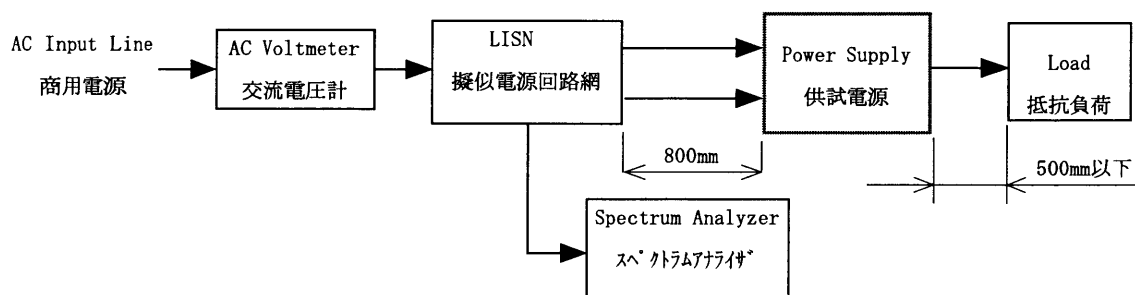 AC Input Line
商用電源
AC Voltmeter
交流電圧計
LISN
擬似電源回路網
Power Supply
供試電源
Load
抵抗負荷
800mm
500mm以下
Spectrum Analyzer
スペクトラムアナライザ